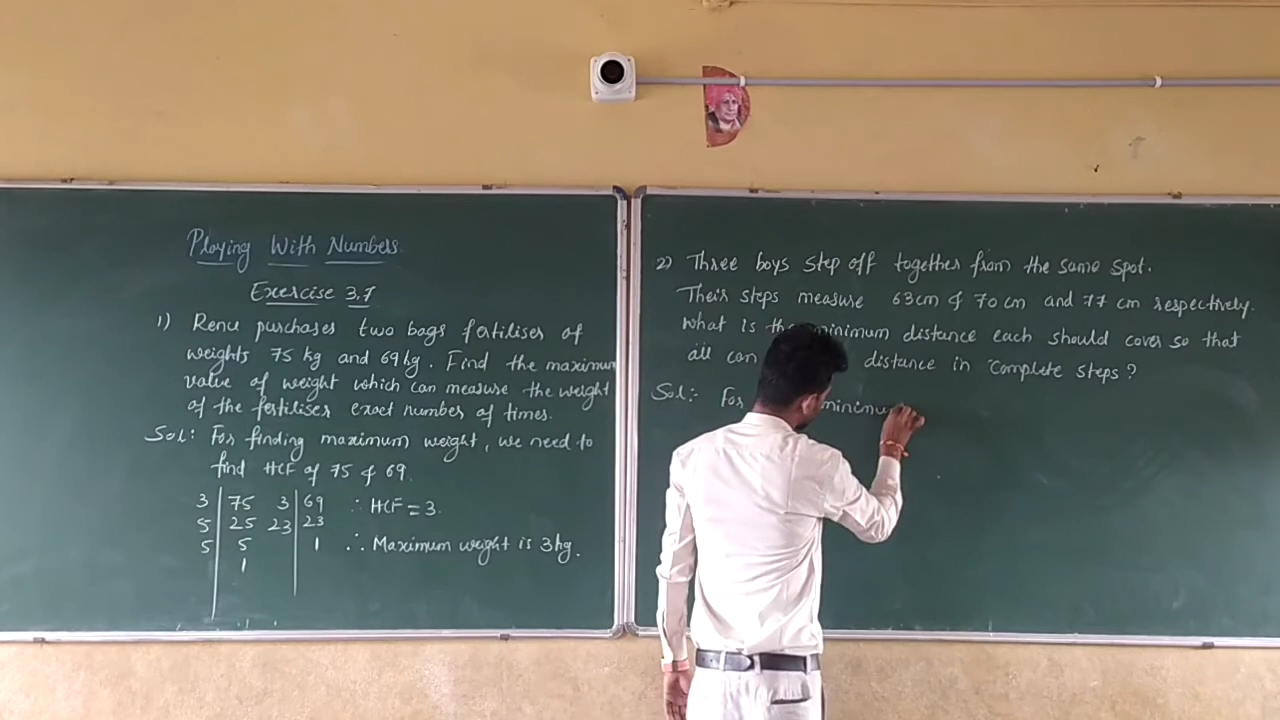 Playing With Numbers
Exercise 3.7
1) Renu purchases two bags fertiliser of
weights 75 kg and 69 kg. Find the maximum
value of weight which can measure the weight
of the fertiliser exact number of times.
Sol: For finding maximum weight, we need to
find HCF of 75 & 69.
3 75 3 69 ∴ HCF = 3.
5 25 23 23
5 5 1 ∴ Maximum weight is 3 kg.
1
2) Three boys step off together from the same spot.
Their steps measure 63 cm & 70 cm and 77 cm respectively.
What is the minimum distance each should cover so that
all can distance in complete steps?
Sol:- For minimu